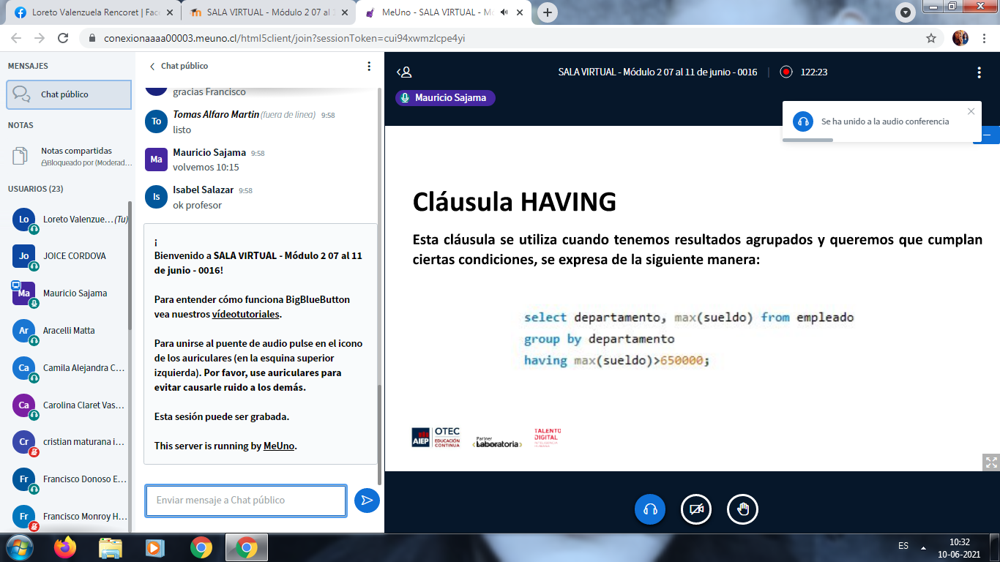 Loreto Valenzuela Rencoret | Fac
SALA VIRTUAL - Módulo 2 07 al 1
MeUno - SALA VIRTUAL - M
conexionaaaa00003.meuno.cl/html5client/join?sessionToken=cui94xwmzlcpe4yi
MENSAJES
Chat público
NOTAS
Notas compartidas
Bloqueado por (Moderad...
USUARIOS (23)
Lo Loreto Valenzue... (Tu)
Jo JOICE CORDOVA
Ma Mauricio Sajama
Ar Aracelli Matta
Ca Camila Alejandra C...
Ca Carolina Claret Vas...
Cr cristian maturana i...
Fr Francisco Donoso E...
Fr Francisco Monroy H...
Chat público
gracias Francisco
To Tomas Alfaro Martin (fuera de línea) 9:58
listo
Ma Mauricio Sajama 9:58
volvemos 10:15
Is Isabel Salazar 9:58
ok profesor
¡
Bienvenido a SALA VIRTUAL - Módulo 2 07 al 11
de junio - 0016!
Para entender cómo funciona BigBlueButton
vea nuestros vídeotutoriales.
Para unirse al puente de audio pulse en el icono
de los auriculares (en la esquina superior
izquierda). Por favor, use auriculares para
evitar causarle ruido a los demás.
Esta sesión puede ser grabada.
This server is running by MeUno.
Enviar mensaje a Chat público
SALA VIRTUAL - Módulo 2 07 al 11 de junio - 0016 | 122:23
Mauricio Sajama
Se ha unido a la audio conferencia
Cláusula HAVING
Esta cláusula se utiliza cuando tenemos resultados agrupados y queremos que cumplan
ciertas condiciones, se expresa de la siguiente manera:
select departamento, max(sueldo) from empleado
group by departamento
having max(sueldo)>650000;
AIEP OTEC
EDUCACIÓN
CONTINUA
Partner
Laboratoria
TALENTO
DIGITAL
ES
10:32
10-06-2021